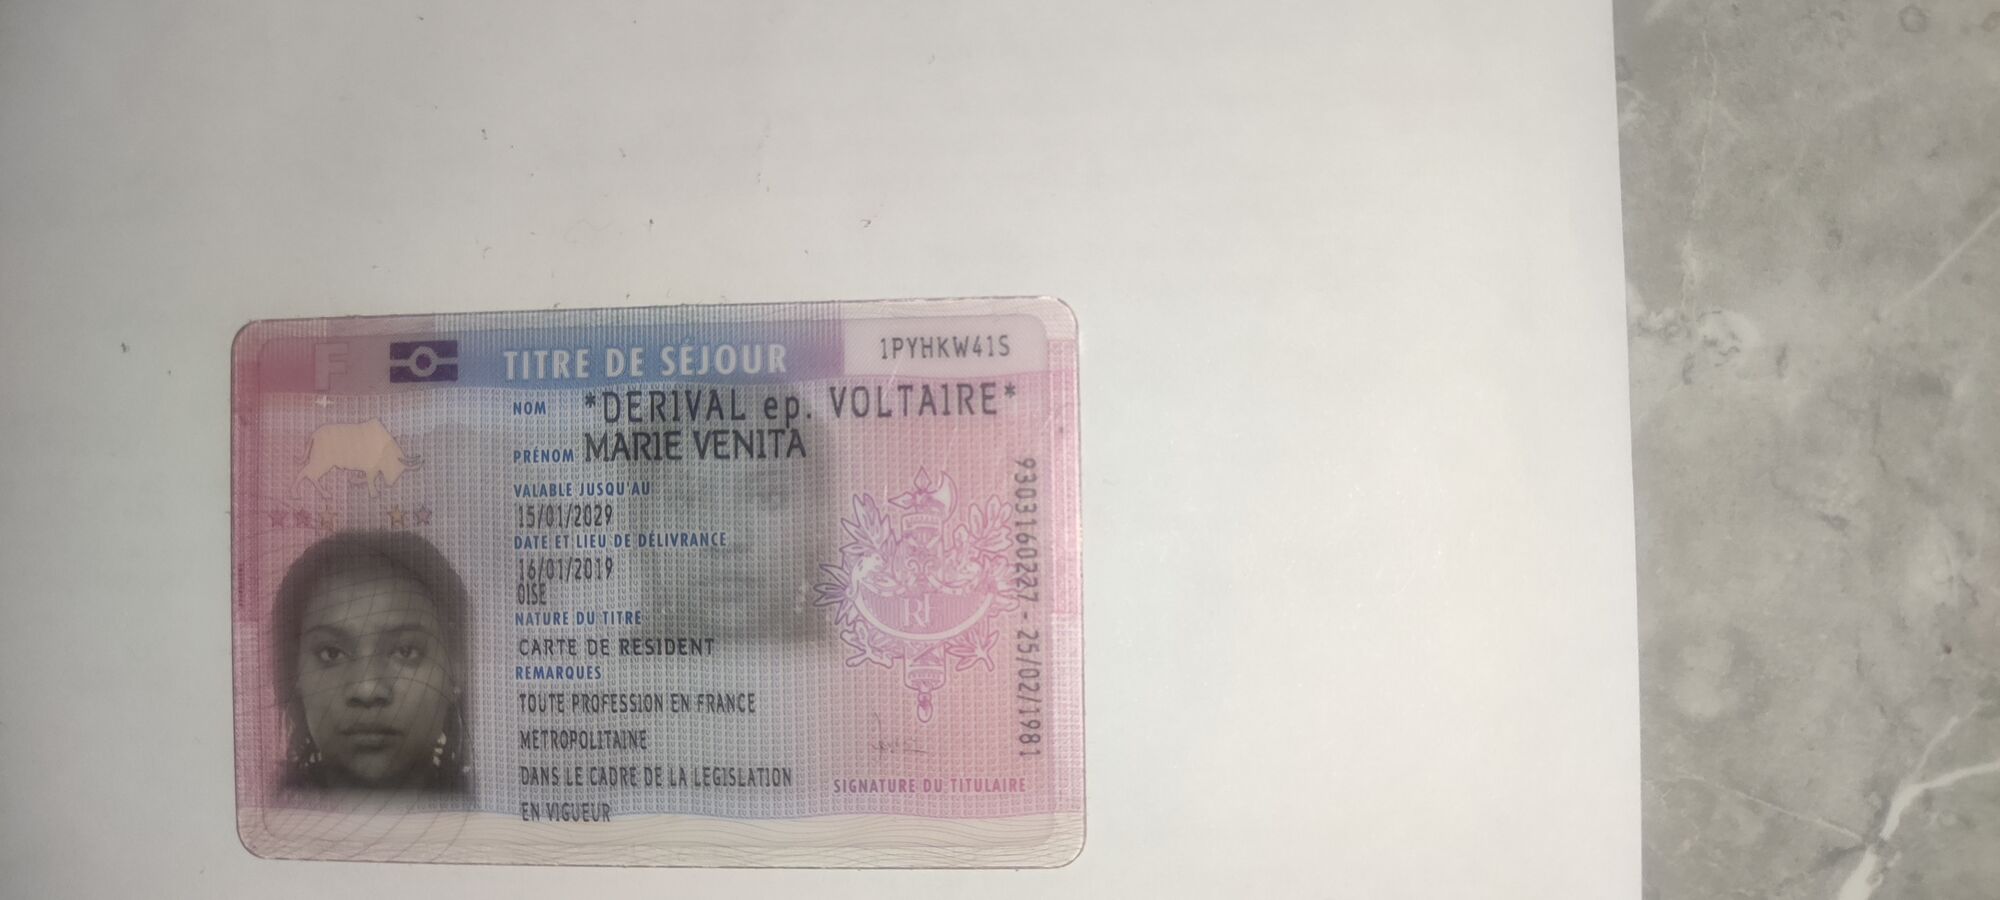 F
TITRE DE SÉJOUR
1PYHKW41S
NOM *DERIVAL ep. VOLTAIRE*
PRÉNOM MARIE VENITA
VALABLE JUSQU'AU
15/01/2029
DATE ET LIEU DE DÉLIVRANCE
16/01/2019
OISE
NATURE DU TITRE
CARTE DE RESIDENT
REMARQUES
TOUTE PROFESSION EN FRANCE
METROPOLITAINE
DANS LE CADRE DE LA LEGISLATION
EN VIGUEUR
RF
SIGNATURE DU TITULAIRE
9303160227 - 25/02/1981